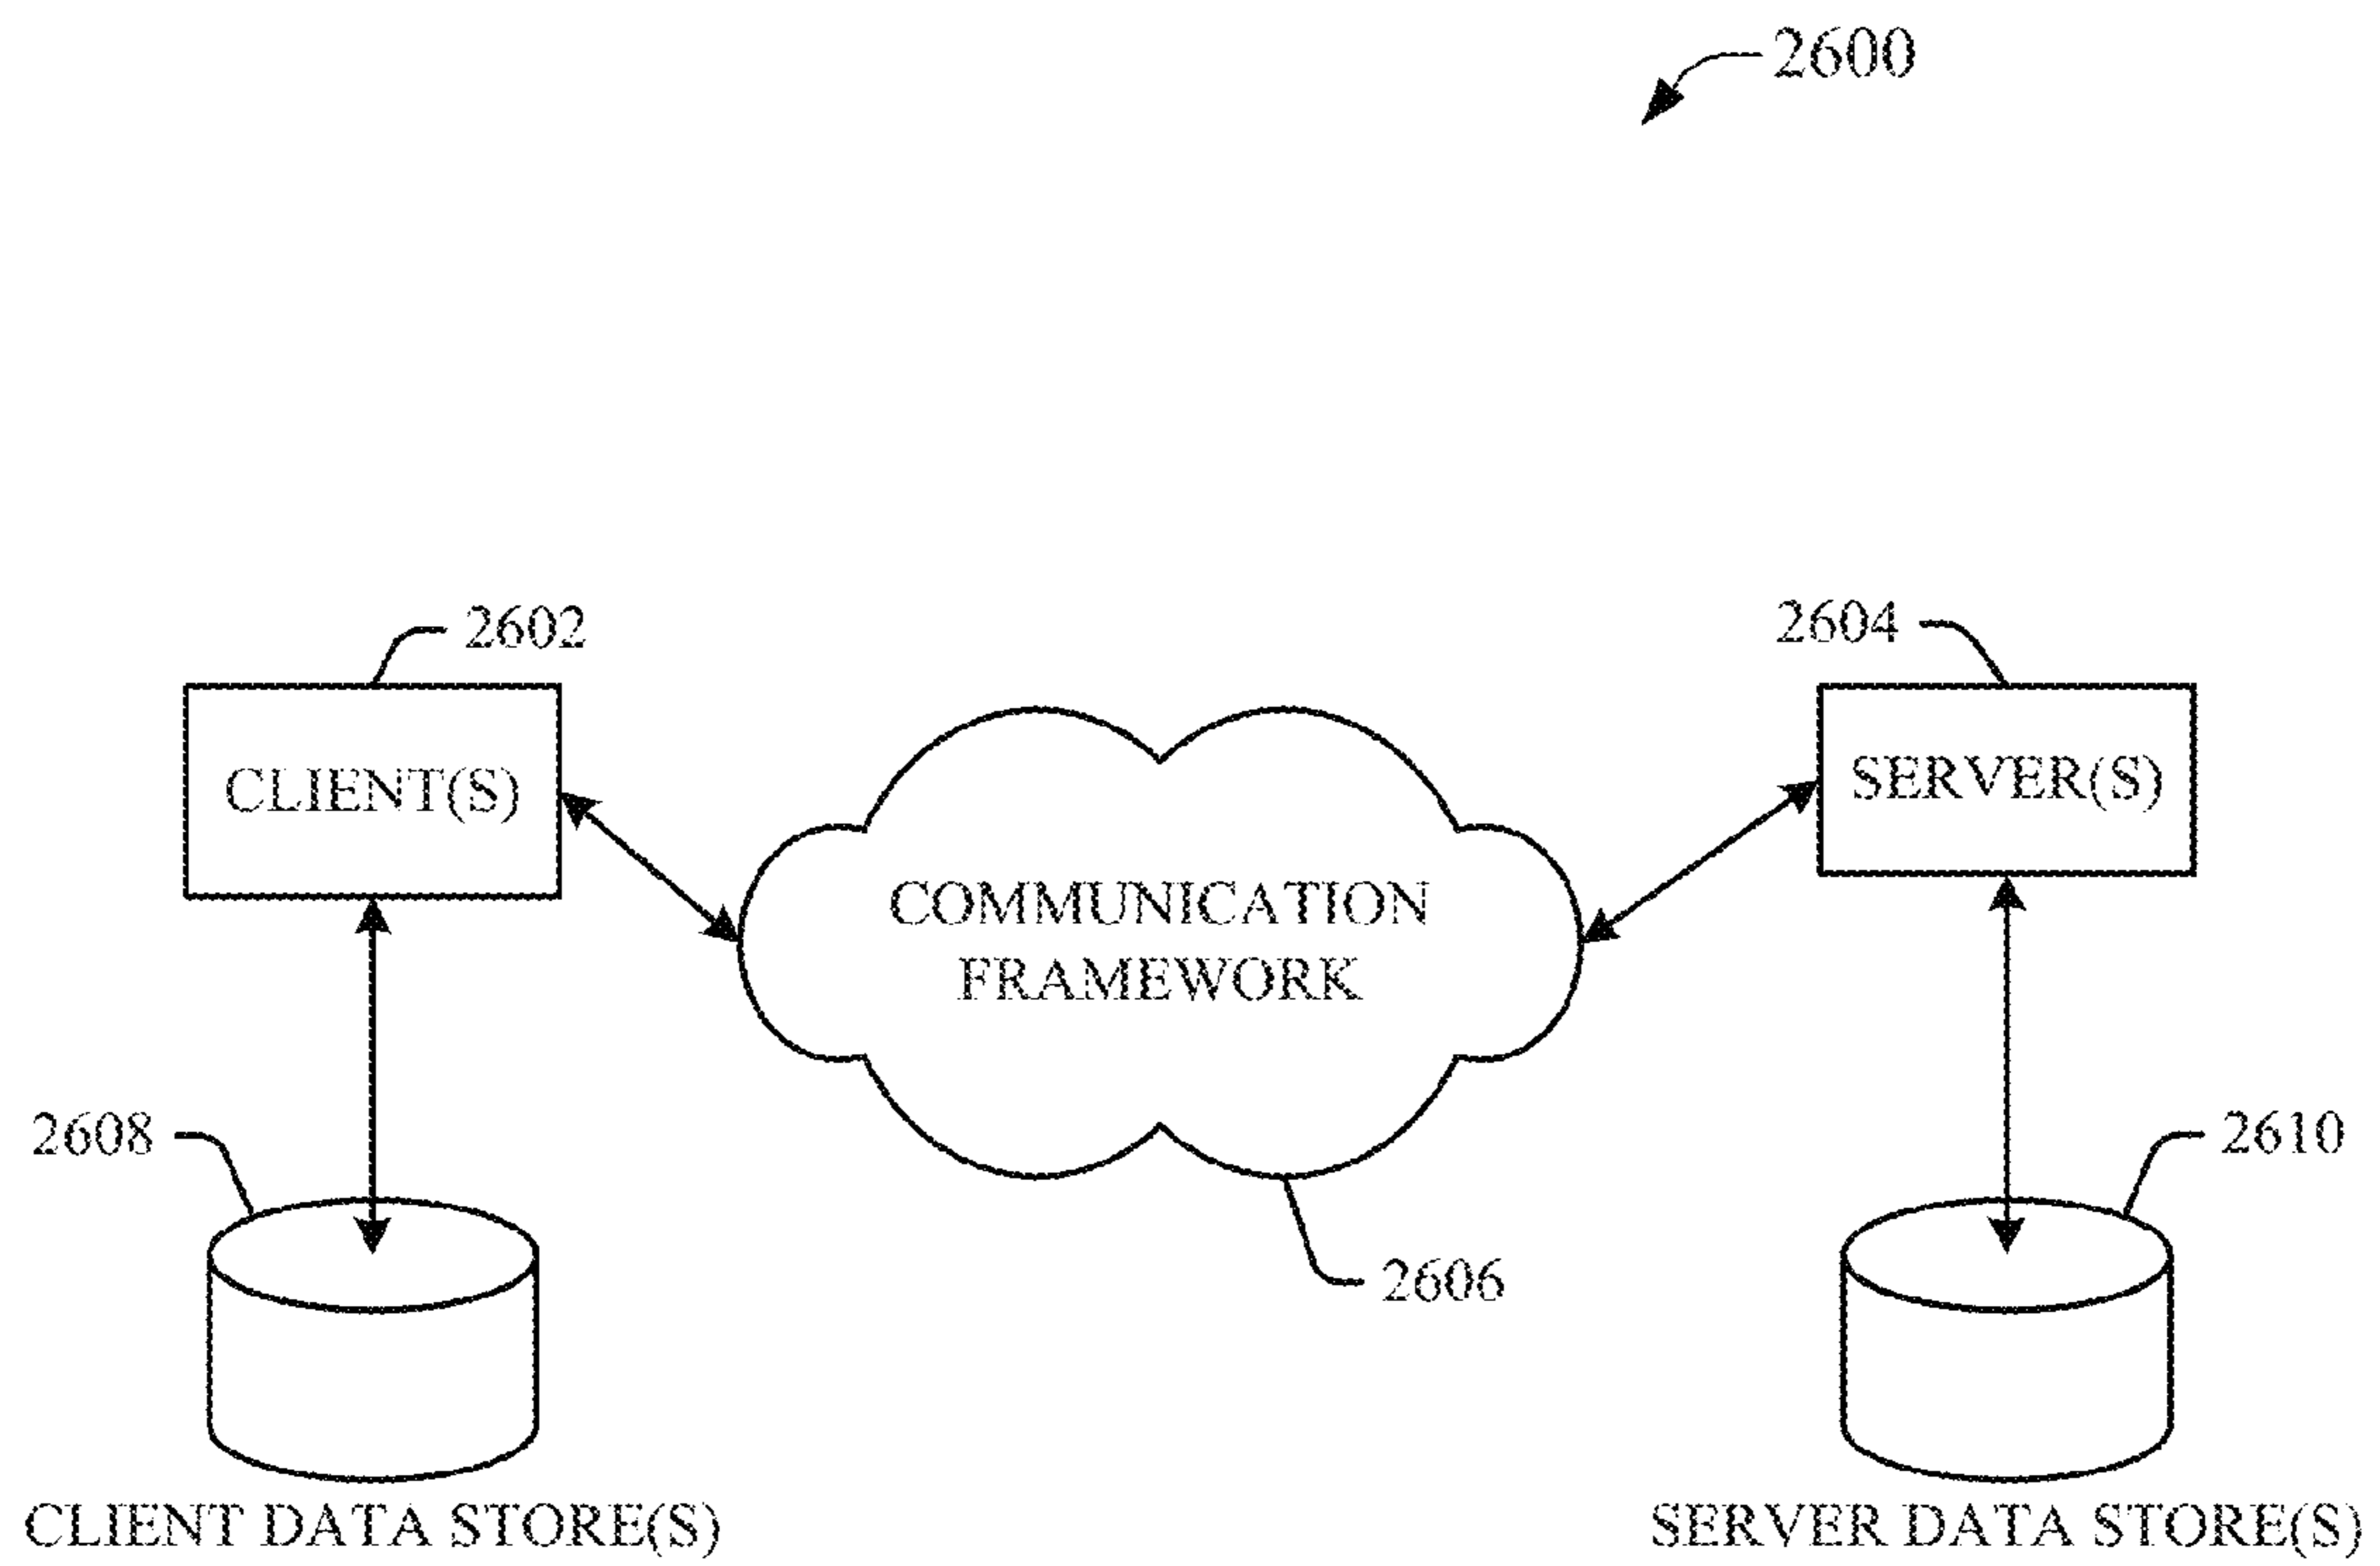 2600
2602
2604
CLIENT(S)
SERVER(S)
COMMUNICATION
FRAMEWORK
2608
2610
2606
CLIENT DATA STORE(S)
SERVER DATA STORE(S)